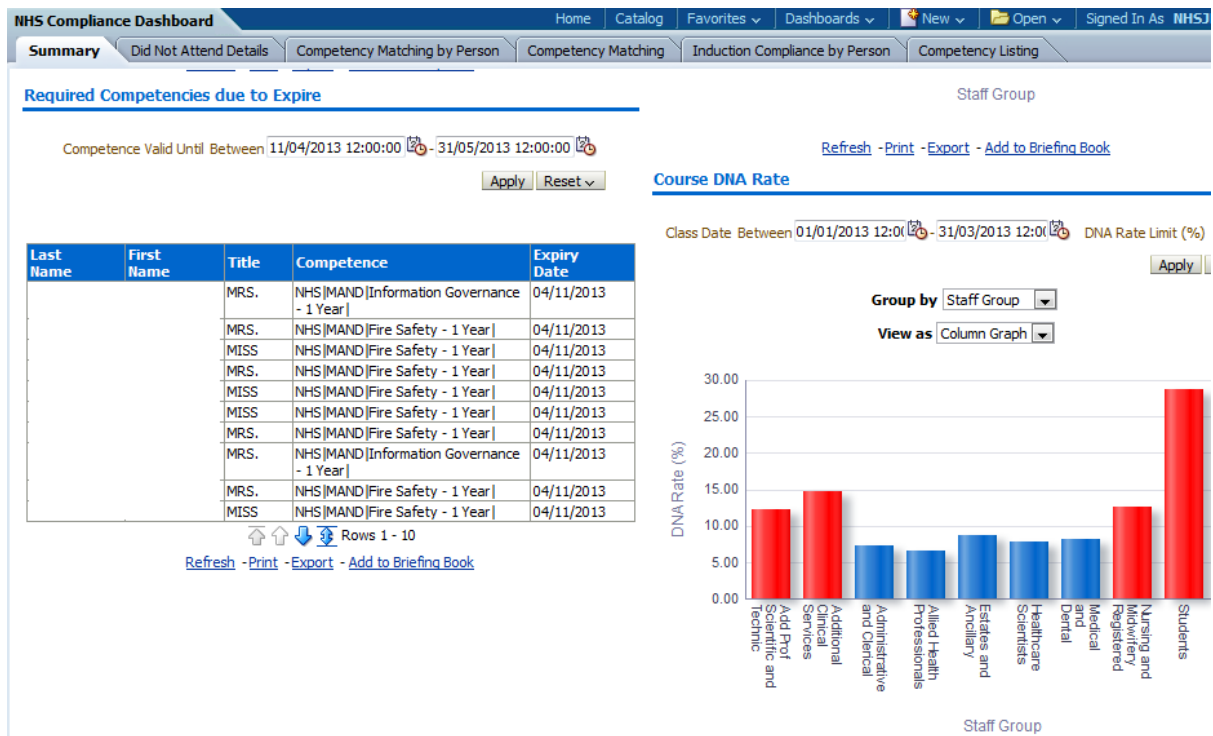 NHS Compliance Dashboard
Home Catalog Favorites Dashboards New Open Signed In As NHSJ
Summary Did Not Attend Details Competency Matching by Person Competency Matching Induction Compliance by Person Competency Listing
Required Competencies due to Expire
Competence Valid Until Between 11/04/2013 12:00:00 - 31/05/2013 12:00:00
Apply Reset
Last Name First Name Title Competence Expiry Date
MRS. NHS|MAND|Information Governance - 1 Year| 04/11/2013
MRS. NHS|MAND|Fire Safety - 1 Year| 04/11/2013
MISS NHS|MAND|Fire Safety - 1 Year| 04/11/2013
MRS. NHS|MAND|Fire Safety - 1 Year| 04/11/2013
MISS NHS|MAND|Fire Safety - 1 Year| 04/11/2013
MISS NHS|MAND|Fire Safety - 1 Year| 04/11/2013
MRS. NHS|MAND|Fire Safety - 1 Year| 04/11/2013
MRS. NHS|MAND|Information Governance - 1 Year| 04/11/2013
MRS. NHS|MAND|Fire Safety - 1 Year| 04/11/2013
MISS NHS|MAND|Fire Safety - 1 Year| 04/11/2013
Rows 1 - 10
Refresh - Print - Export - Add to Briefing Book
Staff Group
Refresh - Print - Export - Add to Briefing Book
Course DNA Rate
Class Date Between 01/01/2013 12:0( - 31/03/2013 12:0( DNA Rate Limit (%)
Apply
Group by Staff Group
View as Column Graph
DNA Rate (%)
30.00
25.00
20.00
15.00
10.00
5.00
0.00
Add Prof Scientific and Technic
Additional Clinical Services
Administrative and Clerical
Allied Health Professionals
Estates and Ancillary
Healthcare Scientists
Medical and Dental
Nursing and Midwifery Registered
Students
Staff Group